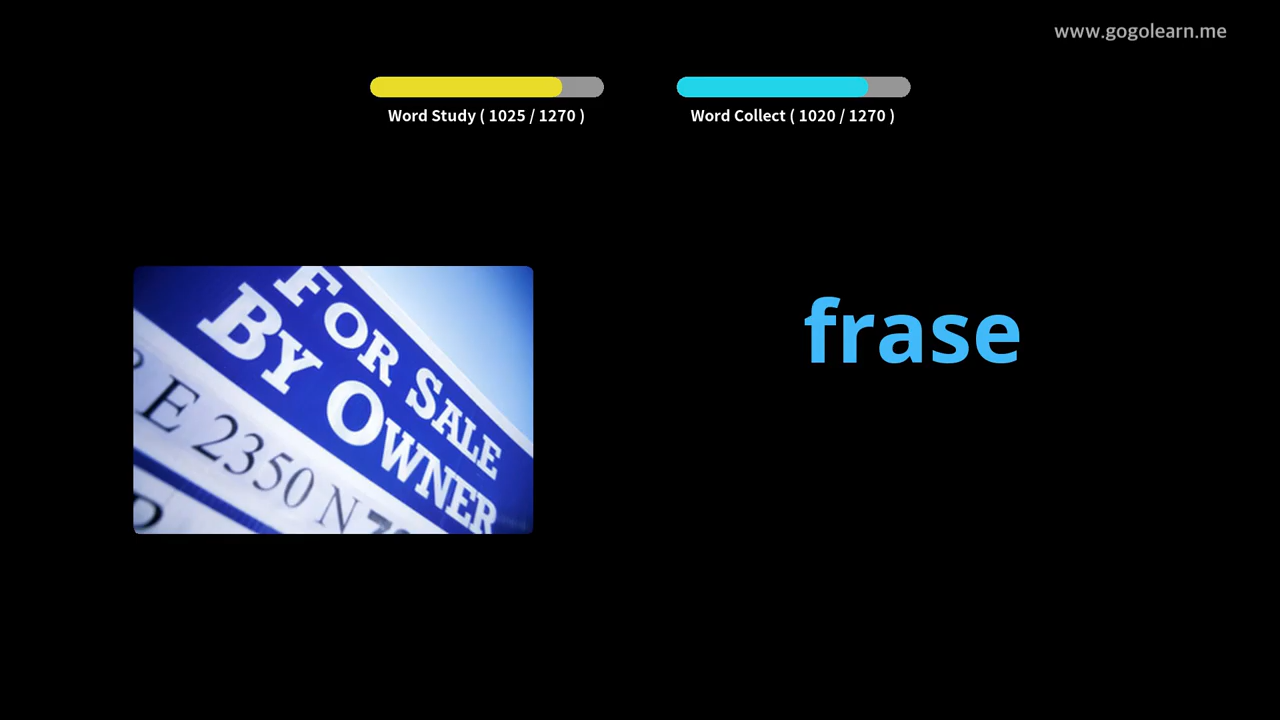 www.gogolearn.me
Word Study ( 1025 / 1270 )
Word Collect ( 1020 / 1270 )
FOR SALE
BY OWNER
E 2350 N
frase